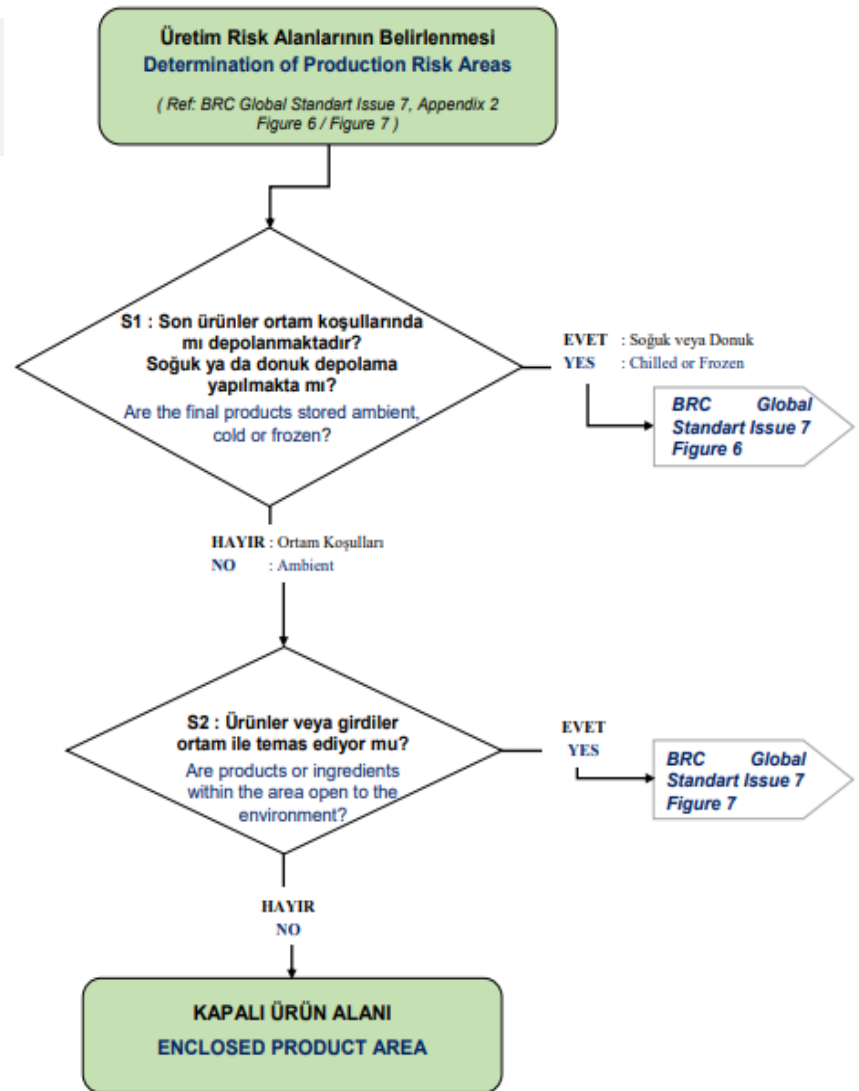 Üretim Risk Alanlarının Belirlenmesi
Determination of Production Risk Areas
( Ref: BRC Global Standart Issue 7, Appendix 2
Figure 6 / Figure 7 )
S1 : Son ürünler ortam koşullarında
mı depolanmaktadır?
Soğuk ya da donuk depolama
yapılmakta mı?
Are the final products stored ambient,
cold or frozen?
EVET : Soğuk veya Donuk
YES : Chilled or Frozen
BRC Global
Standart Issue 7
Figure 6
HAYIR : Ortam Koşulları
NO : Ambient
S2 : Ürünler veya girdiler
ortam ile temas ediyor mu?
Are products or ingredients
within the area open to the
environment?
EVET
YES
BRC Global
Standart Issue 7
Figure 7
HAYIR
NO
KAPALI ÜRÜN ALANI
ENCLOSED PRODUCT AREA